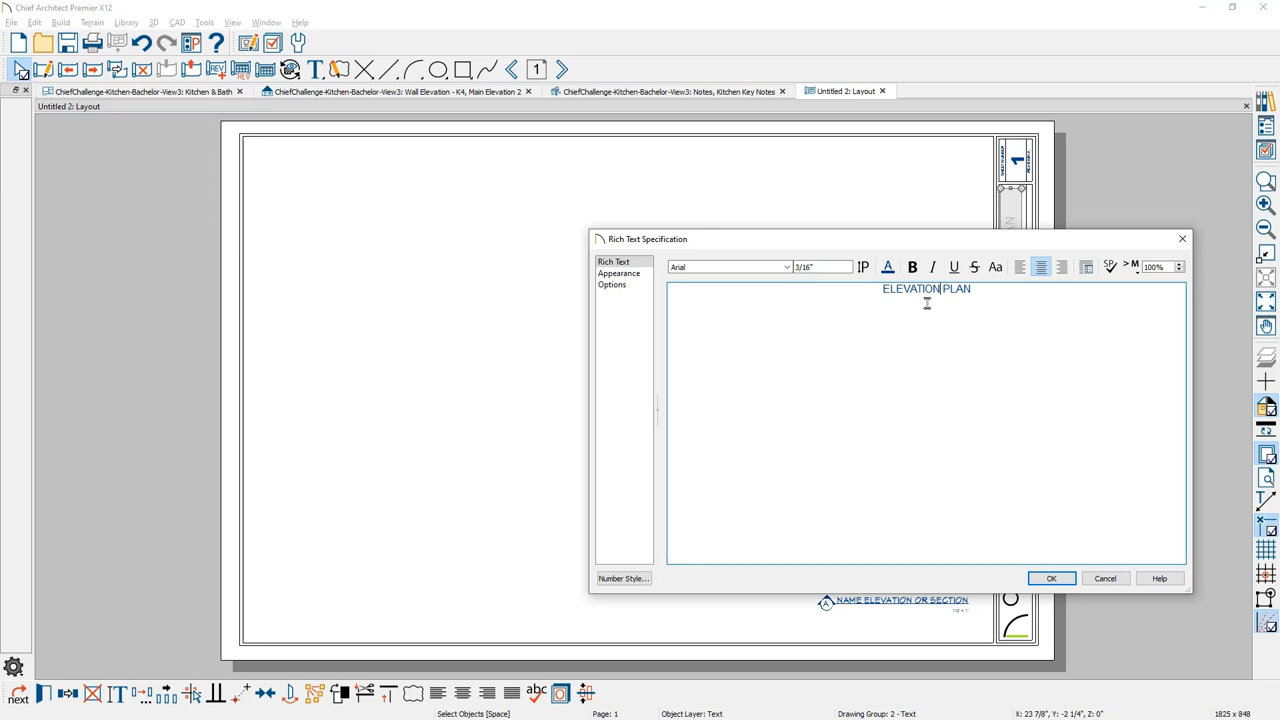 Chief Architect Premier X12
File Edit Build Terrain Library 3D CAD Tools View Window Help
1
ChiefChallenge-Kitchen-Bachelor-View3: Kitchen & Bath
ChiefChallenge-Kitchen-Bachelor-View3: Wall Elevation - K4, Main Elevation 2
ChiefChallenge-Kitchen-Bachelor-View3: Notes, Kitchen Key Notes
Untitled 2: Layout
Untitled 2: Layout
1
Rich Text Specification
Rich Text
Appearance
Options
Arial
3/16"
100%
ELEVATION PLAN
Number Style...
OK
Cancel
Help
A
NAME ELEVATION OR SECTION
next
abc
Select Objects [Space]
Page: 1
Object Layer: Text
Drawing Group: 2 - Text
X: 23 7/8", Y: -2 1/4", Z: 0"
1825 x 848